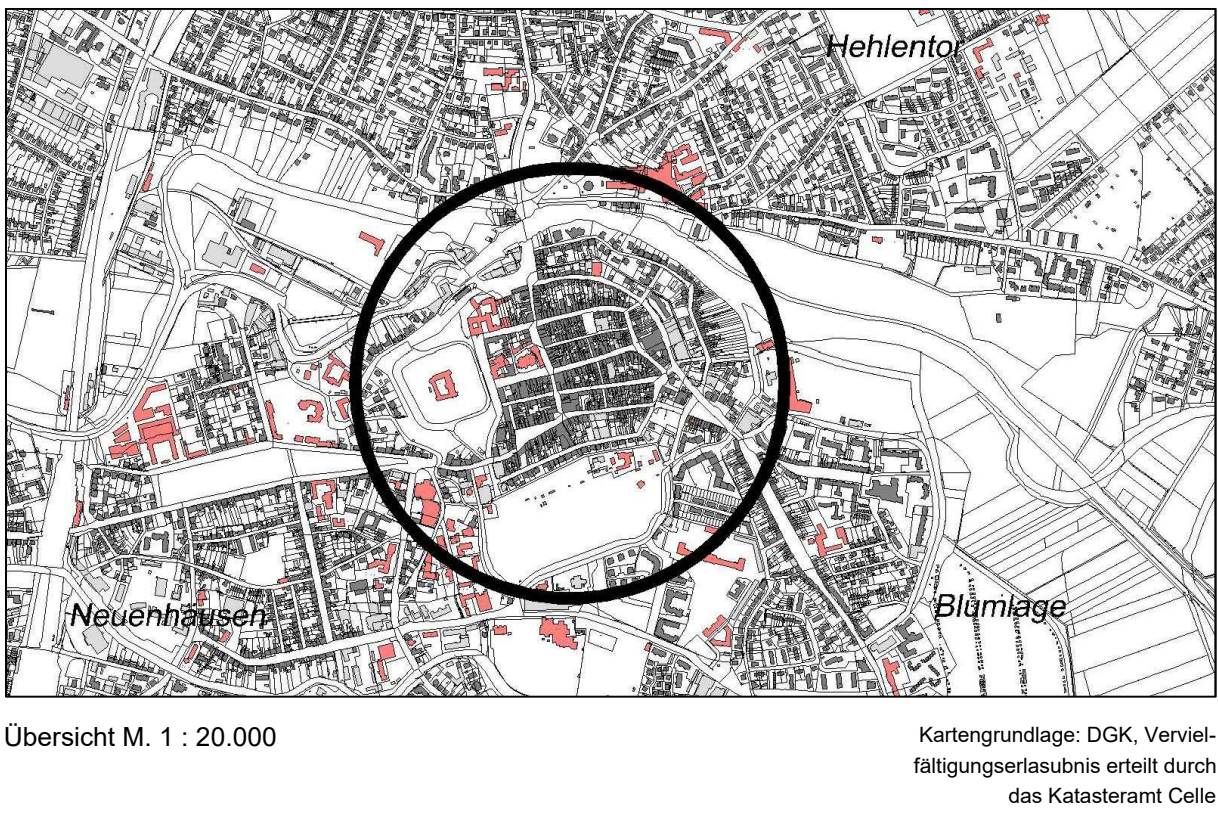 Hehlentor
Neuenhäusen
Blumlage
Übersicht M. 1 : 20.000
Kartengrundlage: DGK, Verviel-
fältigungserlasubnis erteilt durch
das Katasteramt Celle